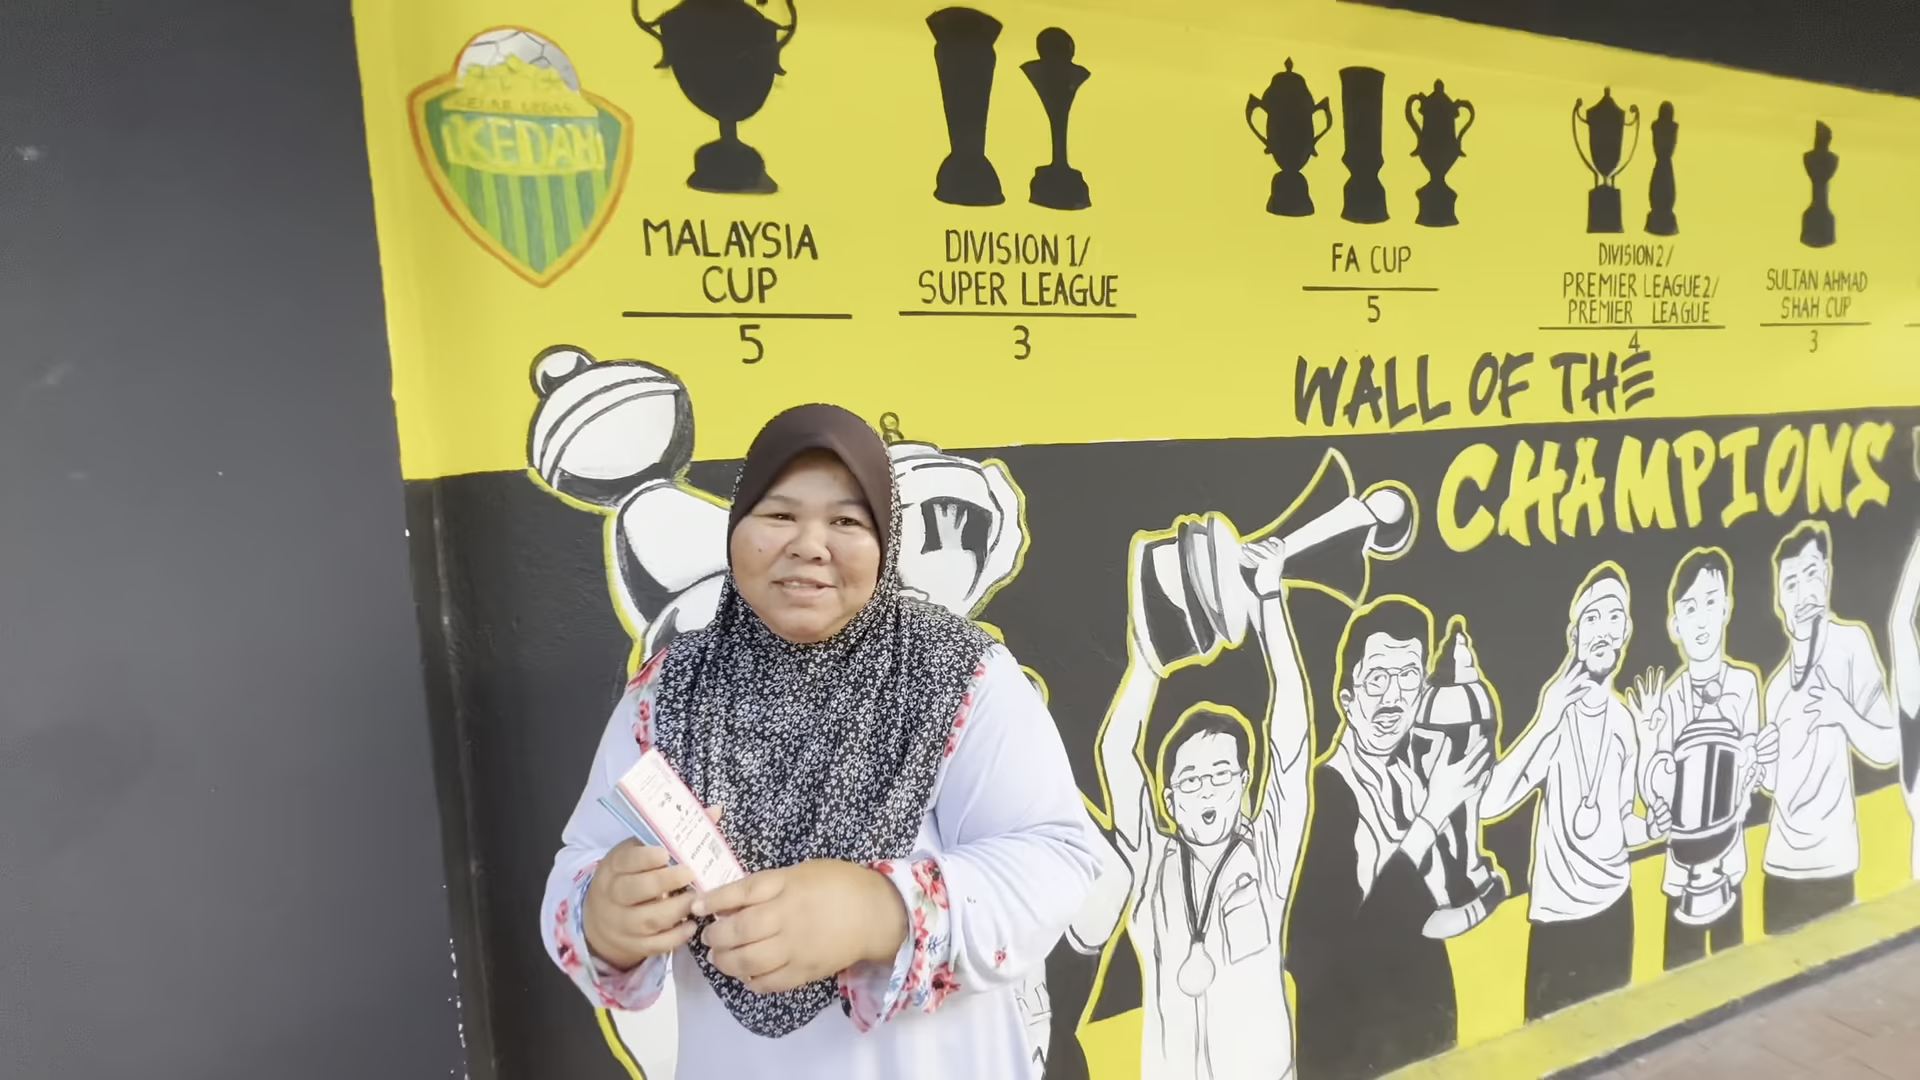 KEDAH
MALAYSIA
CUP
5
DIVISION 1/
SUPER LEAGUE
3
FA CUP
5
DIVISION 2/
PREMIER LEAGUE 2/
PREMIER LEAGUE
4
SULTAN AHMAD
SHAH CUP
3
WALL OF THE
CHAMPIONS